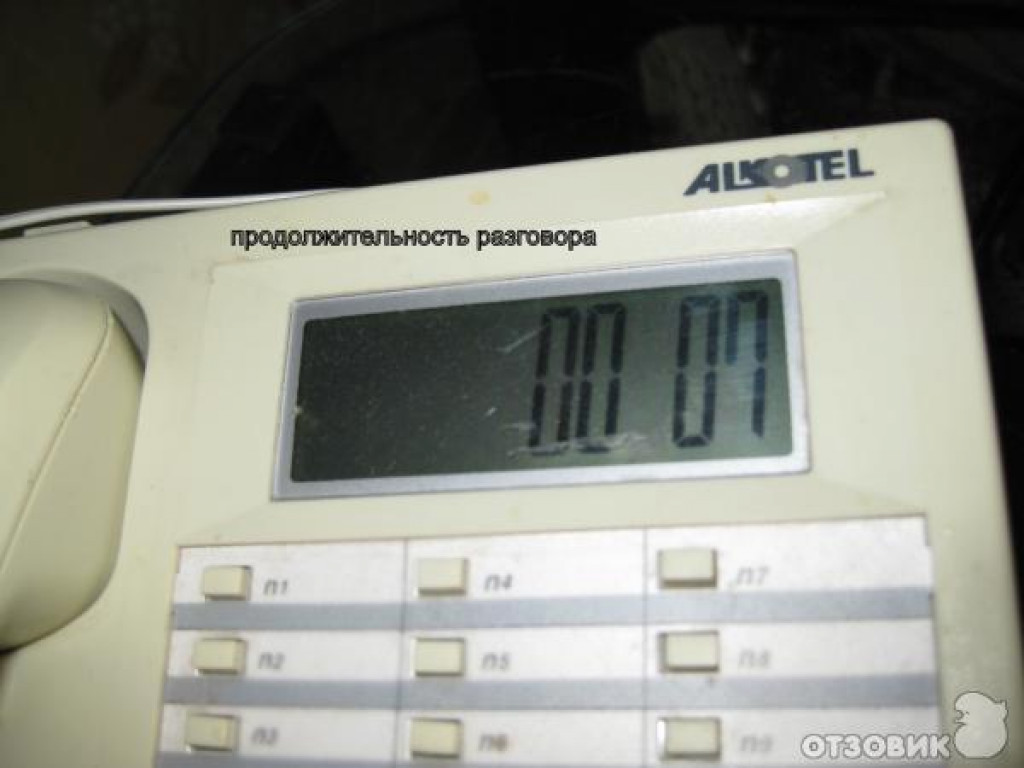 ALKOTEL
продолжительность разговора
00 07
П1 П4 П7
П2 П5 П8
П3 П6 П9
ОТЗОВИК